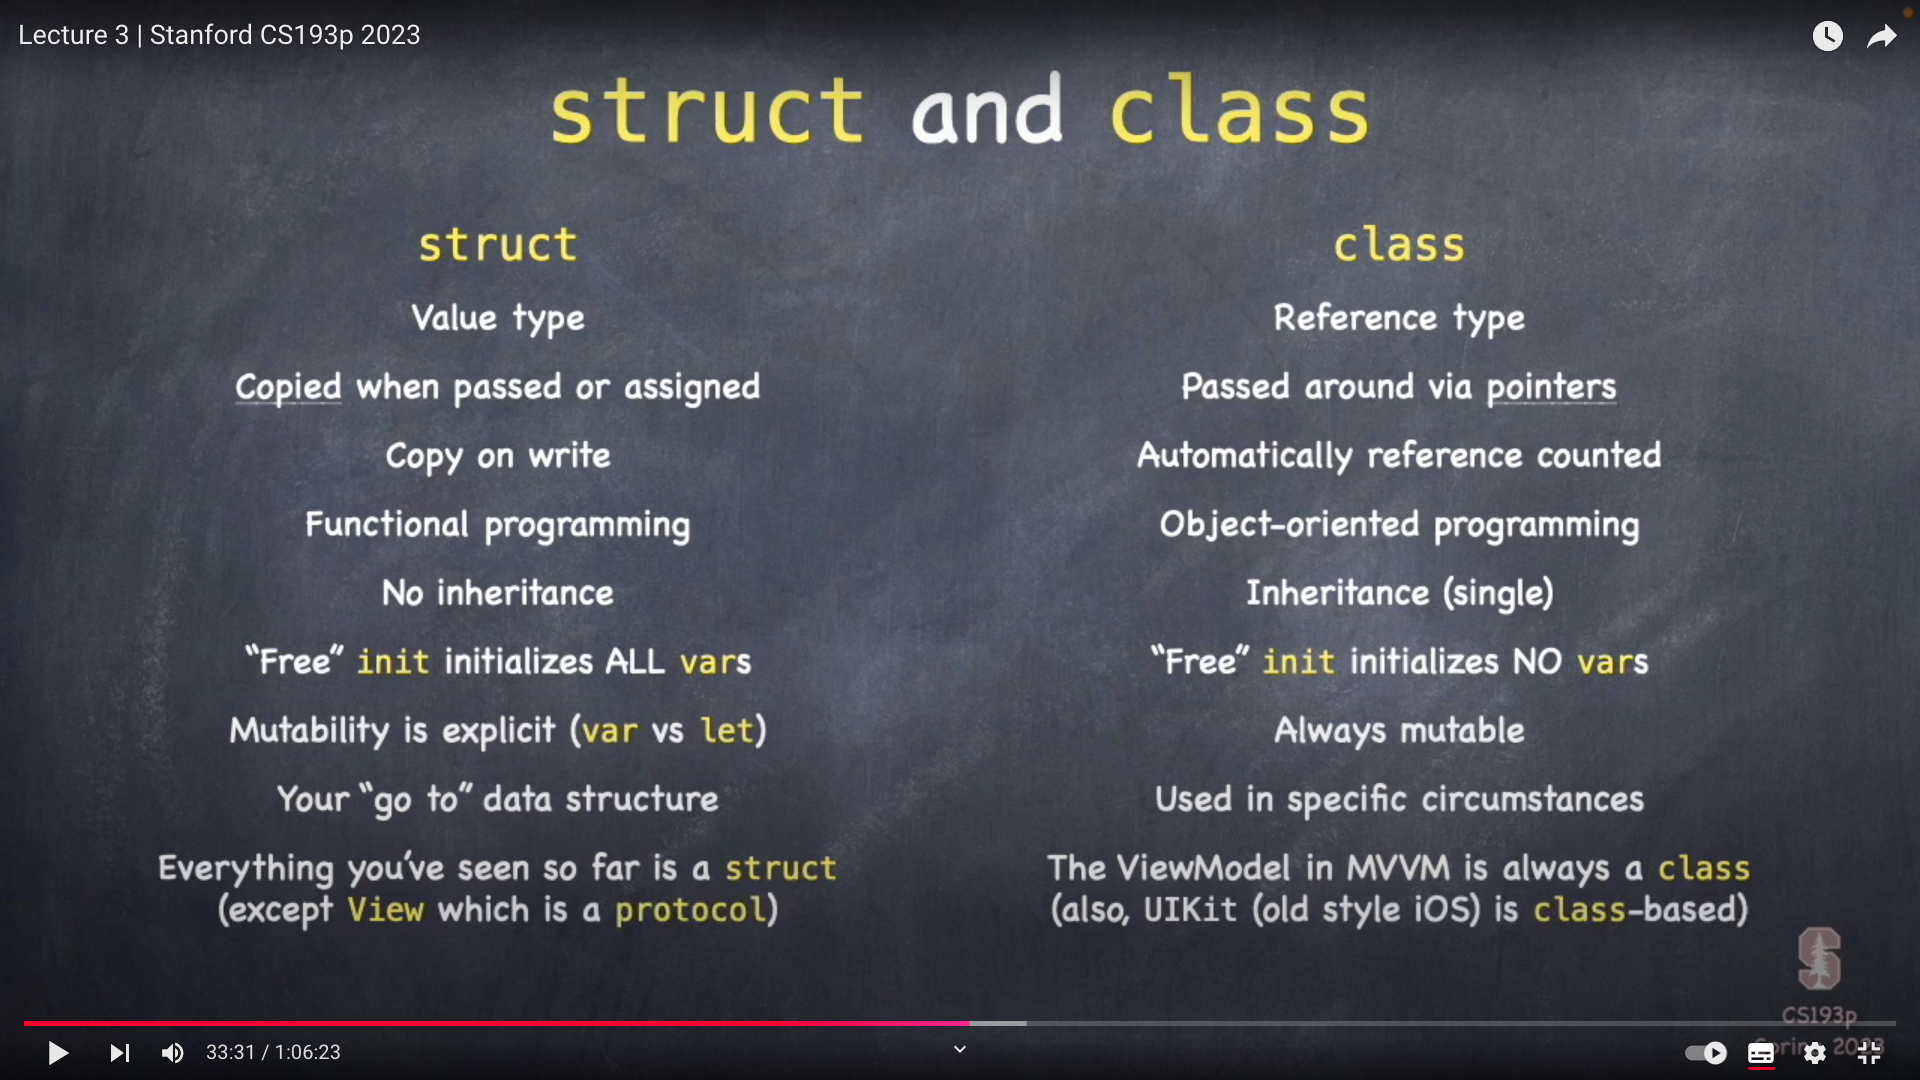 Lecture 3 | Stanford CS193p 2023
struct and class
struct
Value type
Copied when passed or assigned
Copy on write
Functional programming
No inheritance
“Free” init initializes ALL vars
Mutability is explicit (var vs let)
Your “go to” data structure
Everything you’ve seen so far is a struct
(except View which is a protocol)
class
Reference type
Passed around via pointers
Automatically reference counted
Object-oriented programming
Inheritance (single)
“Free” init initializes NO vars
Always mutable
Used in specific circumstances
The ViewModel in MVVM is always a class
(also, UIKit (old style iOS) is class-based)
S
CS193p
33:31 / 1:06:23